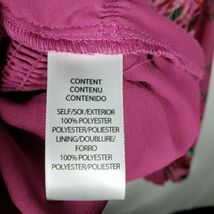 CONTENT
CONTENU
CONTENIDO
SELF/SOI/EXTERIOR
100% POLYESTER
POLYESTER/POLIESTER
LINING/DOUBLURE/
FORRO
100% POLYESTER
POLYESTER/POLIESTER